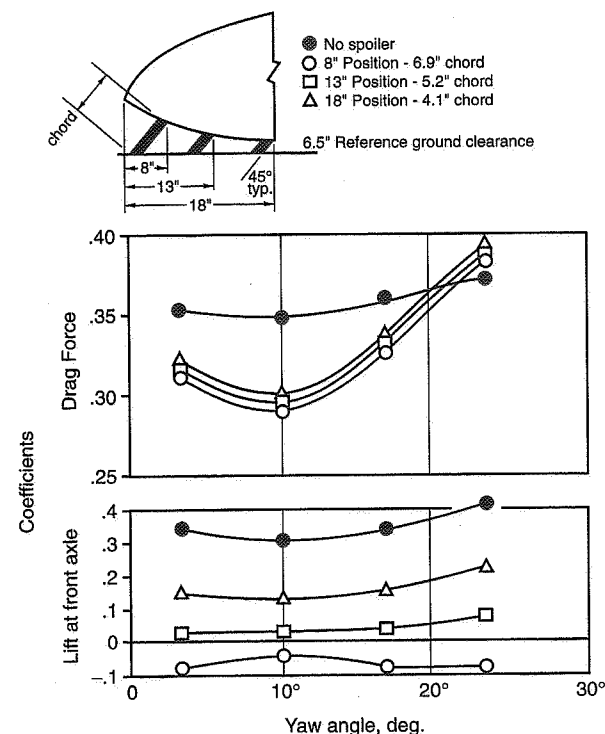 No spoiler
8" Position - 6.9" chord
13" Position - 5.2" chord
18" Position - 4.1" chord
chord
6.5" Reference ground clearance
8"
13"
18"
45°
typ.
.40
.35
.30
.25
Drag Force
Coefficients
.4
.3
.2
.1
0
-.1
Lift at front axle
0
10°
20°
30°
Yaw angle, deg.